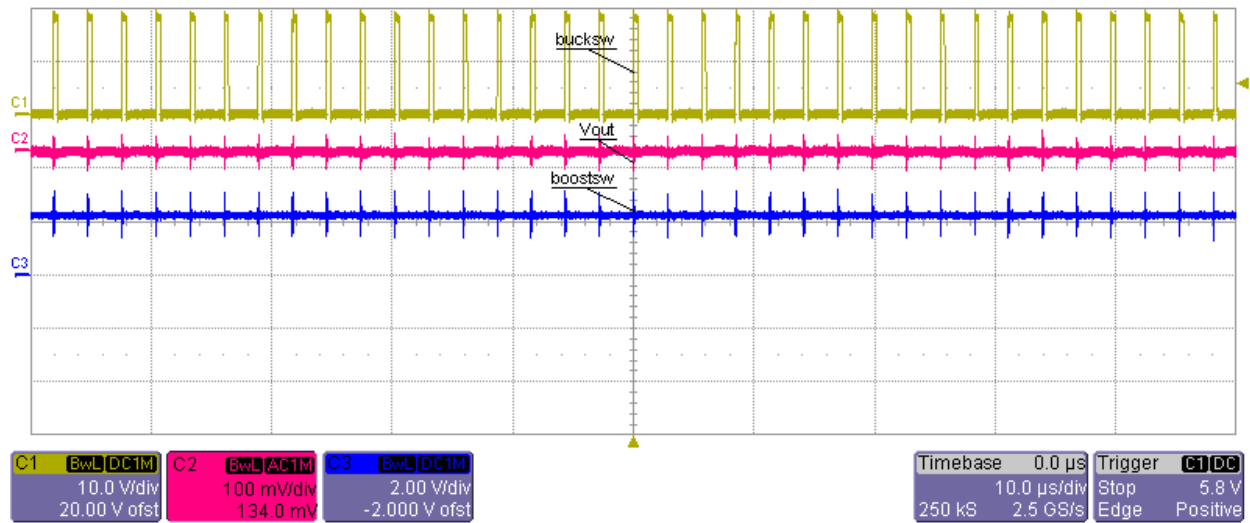 bucksw
C1
C2
Vout
boostsw
C3
C1 BwL DC1M
10.0 V/div
20.00 V ofst
C2 BwL AC1M
100 mV/div
134.0 mV
C3 BwL DC1M
2.00 V/div
-2.000 V ofst
Timebase 0.0 µs
10.0 µs/div
250 kS 2.5 GS/s
Trigger C1 DC
Stop 5.8 V
Edge Positive